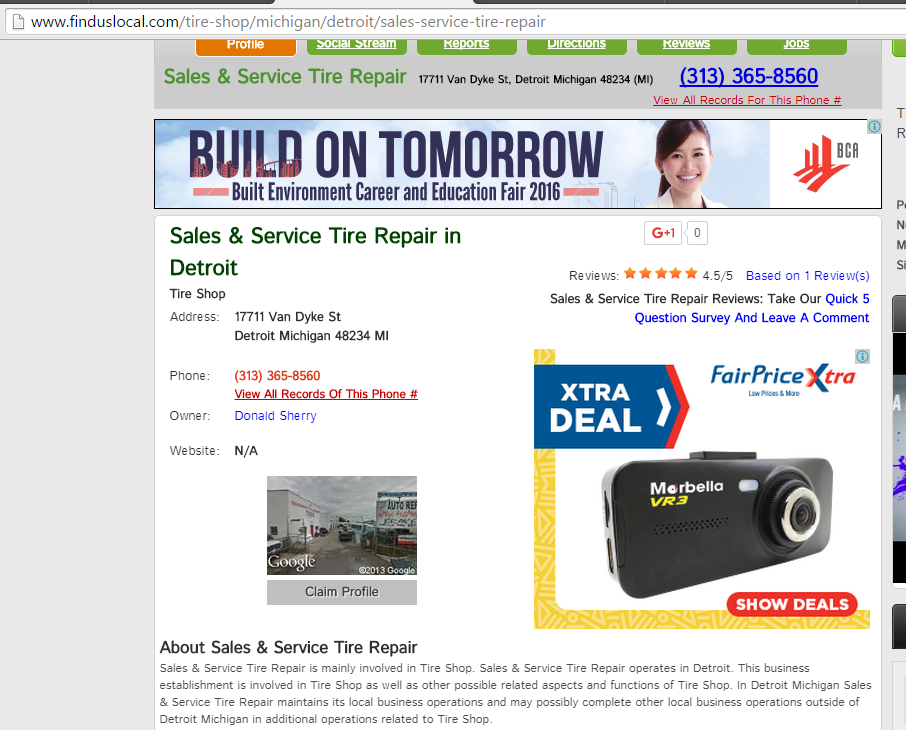 www.finduslocal.com/tire-shop/michigan/detroit/sales-service-tire-repair
Profile
Social Stream
Reports
Directions
Reviews
Jobs
Sales & Service Tire Repair 17711 Van Dyke St, Detroit Michigan 48234 (MI) (313) 365-8560
View All Records For This Phone #
BUILD ON TOMORROW
Built Environment Career and Education Fair 2016
BCA
Sales & Service Tire Repair in
Detroit
G+1 0
Tire Shop
Reviews: 4.5/5 Based on 1 Review(s)
Sales & Service Tire Repair Reviews: Take Our Quick 5
Question Survey And Leave A Comment
Address: 17711 Van Dyke St
Detroit Michigan 48234 MI
Phone: (313) 365-8560
View All Records Of This Phone #
Owner: Donald Sherry
Website: N/A
AUTO REP
BRAKE
Google
©2013 Google
Claim Profile
XTRA
DEAL
FairPrice Xtra
Low Prices & More
Marbella
VR3
SHOW DEALS
About Sales & Service Tire Repair
Sales & Service Tire Repair is mainly involved in Tire Shop. Sales & Service Tire Repair operates in Detroit. This business
establishment is involved in Tire Shop as well as other possible related aspects and functions of Tire Shop. In Detroit Michigan Sales
& Service Tire Repair maintains its local business operations and may possibly complete other local business operations outside of
Detroit Michigan in additional operations related to Tire Shop.